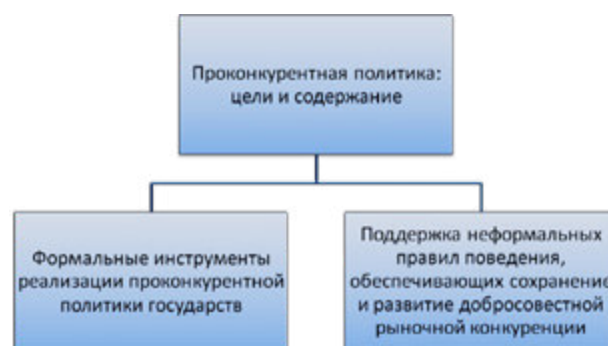 Проконкурентная политика:
цели и содержание
Формальные инструменты
реализации проконкурентной
политики государств
Поддержка неформальных
правил поведения,
обеспечивающих сохранение
и развитие добросовестной
рыночной конкуренции